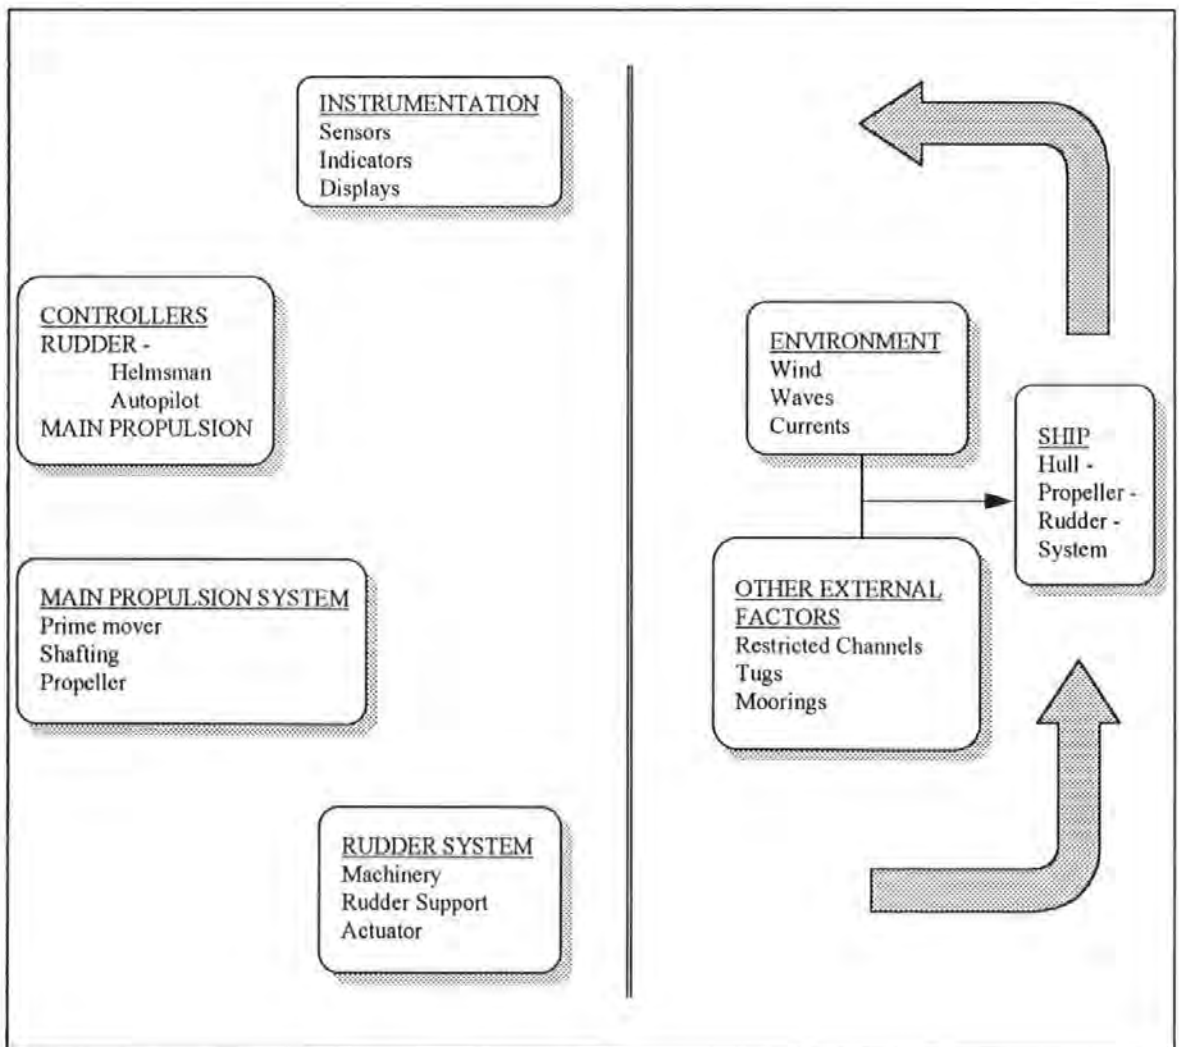 INSTRUMENTATION
Sensors
Indicators
Displays
CONTROLLERS
RUDDER -
Helmsman
Autopilot
MAIN PROPULSION
MAIN PROPULSION SYSTEM
Prime mover
Shafting
Propeller
RUDDER SYSTEM
Machinery
Rudder Support
Actuator
ENVIRONMENT
Wind
Waves
Currents
OTHER EXTERNAL
FACTORS
Restricted Channels
Tugs
Moorings
SHIP
Hull -
Propeller -
Rudder -
System